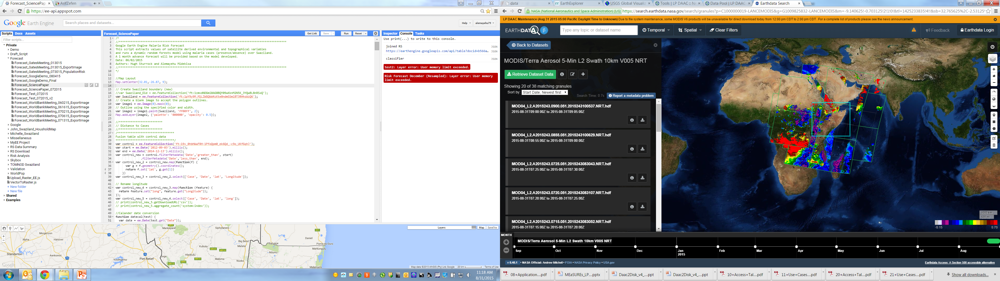 Forecast_SciencePape
ArifZefen
https://ee-api.appspot.com
Google Earth Engine
Search places and datasets...
Help
alemayehu79
Scripts Docs Assets
Filter scripts...
Private
Demo
Draft_Script
Forecast
Forecast_GatesMeeting_013015
Forecast_GatesMeeting_013015_ExportImage
Forecast_GatesMeeting_073015_PopulationRisk
Forecast_GoogleDemo_080415
Forecast_GoogleDemo_Final
Forecast_SciencePaper
Forecast_SciencePaper_072015
Forecast_Test_072015
Forecast_Test_072015_v2
Forecast_WorldBankMeeting_060215_ExportImage
Forecast_WorldBankMeeting_061615_ExportImage
Forecast_WorldBankMeeting_070215_ExportImage
Forecast_WorldBankMeeting_070615_ExportImage
Forecast_WorldBankMeeting_071315_ExportImage
Google
John_Swaziland_HousholdMap
Michelle_Swaziland
Missellaneous
MyEE Project
RS Data Summary
RS Download
Risk Analysis
Skybox
TOMNOD Swaziland
Validation
WorldPop
Upload_Raster_EE.js
VectorToRaster.js
+ New folder
+ New file
Shared
Examples
Forecast_SciencePaper
Get Link Save Run Reset
1 /*
2 //****************************************************************************************************
3 Google Earth Engine Malaria Risk Forecast
4 This script extracts values of satellite derived environmental and topographical variables
5 and runs a dynamic random forests model using malaria cases (presence/absence) over Swaziland.
6 A 1 month advance forecast will be provided based on the model developed.
7 Date: 06/02/2015
8 Authors: Hugh Sturrock and Alemayehu Midekisa
9 //****************************************************************************************************
10 */
11
12 //Map Layout
13 Map.setCenter(32.01,-26.87, 9);
14
15 // Create Swaziland boundary (new)
16 //var Swaziland_Old = ee.FeatureCollection('ft:1zmvdNOGmi0AG8BQY09wKknM2N5K_3YQwBL8nR5xQ');
17 var Swaziland = ee.FeatureCollection('ft:1pY9y9M_M1LZWGQbW4zKte0ndmSSm1BT3RHhsWzQ6');
18 // Create a blank image to accept the polygon outlines.
19 var image1 = ee.Image(0).mask(0);
20 // Outline using the specified color and width.
21 var image2 = image1.paint(Swaziland, 'ff00ff', 2);
22 Map.addLayer(image2, {'palette': '000000', 'opacity': 0.5});
23
24 //**************************
25 // Distance to Cases
26 //**************************
27 /**********************************
28 Fusion table with control data
29 ***********************************/
30 var control = ee.FeatureCollection('ft:19v_0hbHWwFRH-1PfoQpm0_ek6Qd_-c9o_UKfGqhJ');
31 var start = ee.Date('2012-09-03').millis();
32 var end = ee.Date('2014-12-13').millis();
33 var control_new = control.filterMetadata('Date','greater_than', start)
34 .filterMetadata('Date','less_than', end);
35 var control_new_2 = control_new.map(function(f) {
36 var g = f.geometry().coordinates();
37 return f.set('lat', g.get(1))
38 })
39 var control_new_3 = control_new_2.select(['Case', 'Date', 'lat', 'Longitude']);
40
41 // Rename longitude
42 var control_new_4 = control_new_3.map(function (feature) {
43 return feature.set("long", feature.get("Longitude"));
44 });
45 var control_new_5 = control_new_4.select(['Case', 'Date', 'lat', 'long']);
46 // print(control_new_5.getDownloadURL('csv'));
47 // print(control_new_5.aggregate_count('system:index'));
48
49 //Calander date conversion
50 function datecal(test) {
51 var date = ee.Date(test.get("Date"));
Inspector Console Tasks
Use print(...) to write to this console.
joined RS JSON
https://earthengine.googleapis.com/api/table?docid=b566a... JSON
classifier JSON
test2: Layer error: User memory limit exceeded.
Risk Forecast December (Resampled): Layer error: User memory
limit exceeded.
Layers
Map Satellite
Morgenzon
Alpha
Hanover
Standerton
Aankomst
KwaNgema
Piet Retief
Mankayane
Siphofaneni
Kubuta
Hlatikulu
Gege
Maloma
Nsoko
Big Bend
Matata
Catuane
Ndumu
Daniel
Ponta do Ouro
Mahlungulu
Malangeni
Google
Map data ©2015 AfriGIS (Pty) Ltd, Google 20 km Terms of Use
11:18 AM
8/31/2015
data
EarthExplorer
USGS Global Visualiz
Tools | LP DAAC :: NA
Data Pool | LP DAAC
Earthdata Search
NASA (National Aeronautics and Space Administration) [US] https://search.earthdata.nasa.gov/search/granules?p=C1000000019-LANCEMODIS&g=G1009825832-LANCEMODIS&m=-9.140625!-0.703125!2!1!0!&tl=1425233835!4!!&sb=32.765625%2C-2.53125
LP DAAC Maintenance (Aug 31 2015 05:00 Pacific Daylight Time to Unknown) Due to file system maintenance, some MODIS V6 products will be unavailable for direct download today from 12:00 pm CDT to 2:00 pm CDT . For a complete list of products please see the news announcement.
EARTHDATA β
Type any topic or dataset name
Temporal Spatial Clear Filters
Feedback Earthdata Login
Back to Datasets
MODIS/Terra Aerosol 5-Min L2 Swath 10km V005 NRT
Retrieve Dataset Data
Showing 20 of 38 matching granules
Sort by: Start Date, Newest first
Search Time: 0.7s Report a metadata problem
MOD04_L2.A2015243.0900.051.2015243100537.NRT.hdf
2015-08-31T09:00:00Z to 2015-08-31T09:05:00Z
MOD04_L2.A2015243.0855.051.2015243100629.NRT.hdf
2015-08-31T08:55:00Z to 2015-08-31T09:00:00Z
MOD04_L2.A2015243.0725.051.2015243083043.NRT.hdf
2015-08-31T07:25:00Z to 2015-08-31T07:30:00Z
MOD04_L2.A2015243.0720.051.2015243083107.NRT.hdf
2015-08-31T07:20:00Z to 2015-08-31T07:25:00Z
MOD04_L2.A2015243.0715.051.2015243083052.NRT.hdf
2015-08-31T07:15:00Z to 2015-08-31T07:20:00Z
1000 km
500 mi
-0.15 0.70
MONTH
MODIS/Terra Aerosol 5-Min L2 Swath 10km V005 NRT
Sep Oct Nov Dec Jan Feb Mar Apr May Jun Jul Aug
2015
v 0.40.1 • NASA Official: Andrew Mitchell • FOIA • NASA Privacy Policy • USA.gov
Earthdata Access: A Section 508 accessible alternative
08+Application....pdf
MEaSUREs_LP....pptx
Daac2Disk_v4_....ppt
Daac2Disk_v4_....ppt
10+Access+Tal....pdf
11+Use+Cases....pdf
20+Access+Tal....pdf
21+Use+Cases....pdf
Show all downloads...